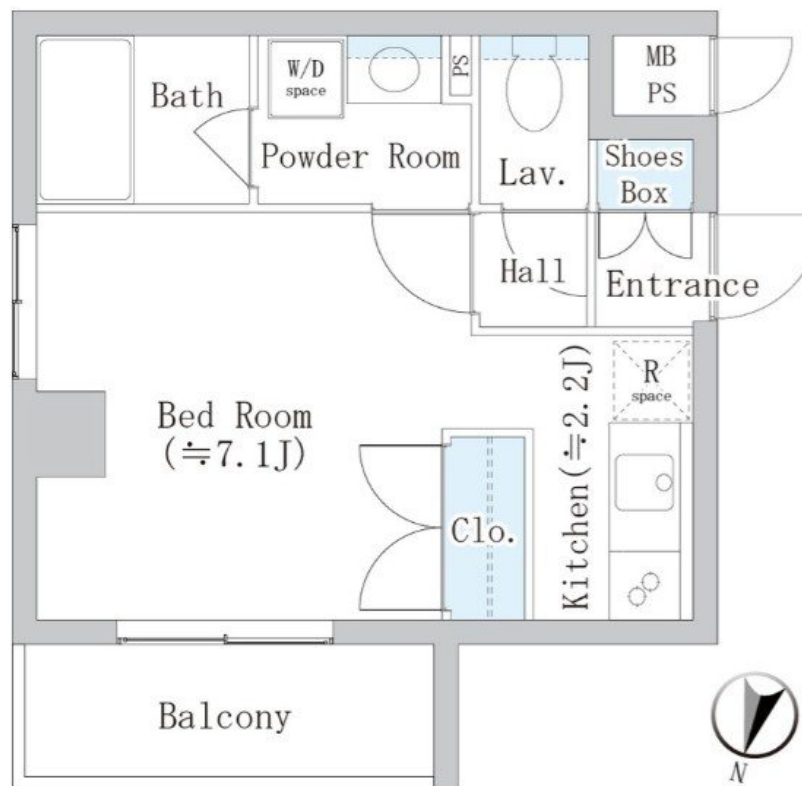 Bath
W/D
space
PS
MB
PS
Powder Room
Lav.
Shoes
Box
Hall
Entrance
Bed Room
(≒7.1J)
Kitchen(≒2.2J)
R
space
Clo.
Balcony
N